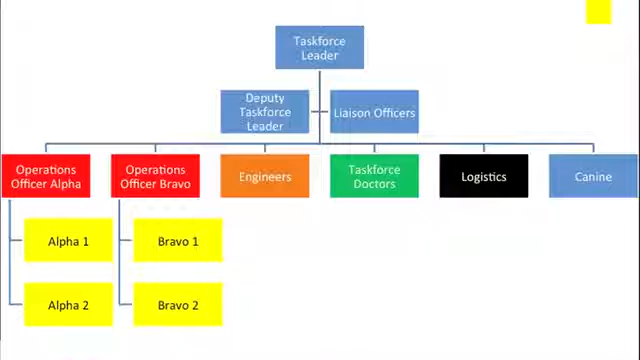 Taskforce
Leader
Deputy
Taskforce
Leader
Liaison Officers
Operations
Officer Alpha
Operations
Officer Bravo
Engineers
Taskforce
Doctors
Logistics
Canine
Alpha 1
Bravo 1
Alpha 2
Bravo 2